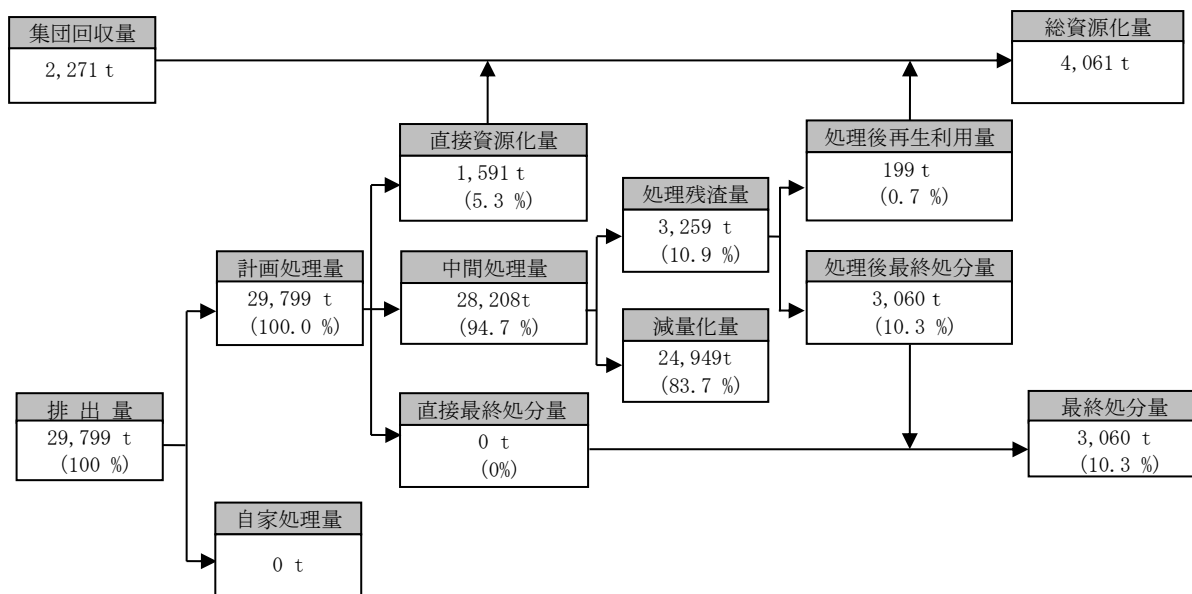 集団回収量
2,271 t
総資源化量
4,061 t
直接資源化量
1,591 t
(5.3 %)
処理後再生利用量
199 t
(0.7 %)
処理残渣量
3,259 t
(10.9 %)
計画処理量
29,799 t
(100.0 %)
中間処理量
28,208t
(94.7 %)
処理後最終処分量
3,060 t
(10.3 %)
減量化量
24,949t
(83.7 %)
排 出 量
29,799 t
(100 %)
直接最終処分量
0 t
(0%)
最終処分量
3,060 t
(10.3 %)
自家処理量
0 t